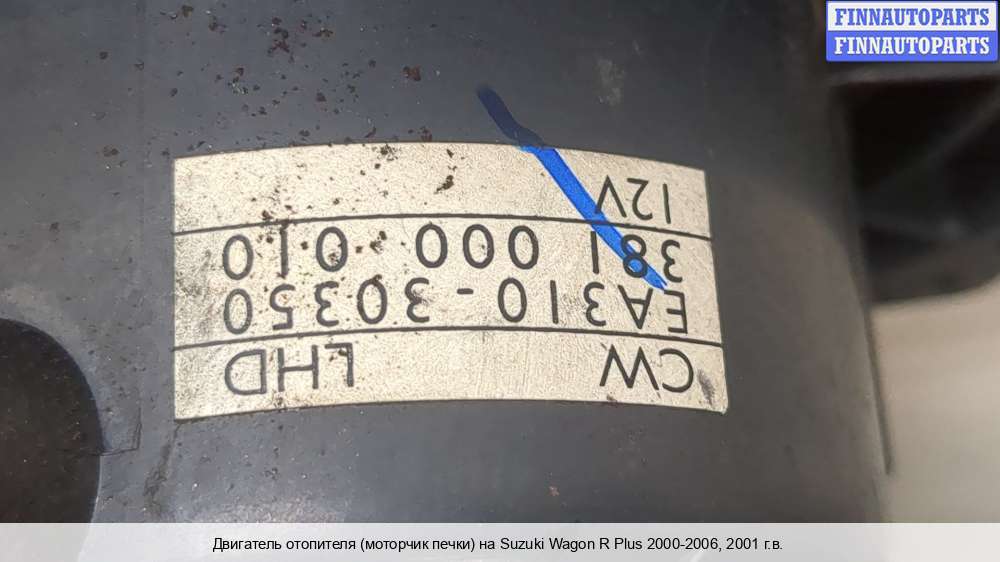 FINNAUTOPARTS
FINNAUTOPARTS
CW LHD
EA310-30350
381 000 010
12V
Двигатель отопителя (моторчик печки) на Suzuki Wagon R Plus 2000-2006, 2001 г.в.